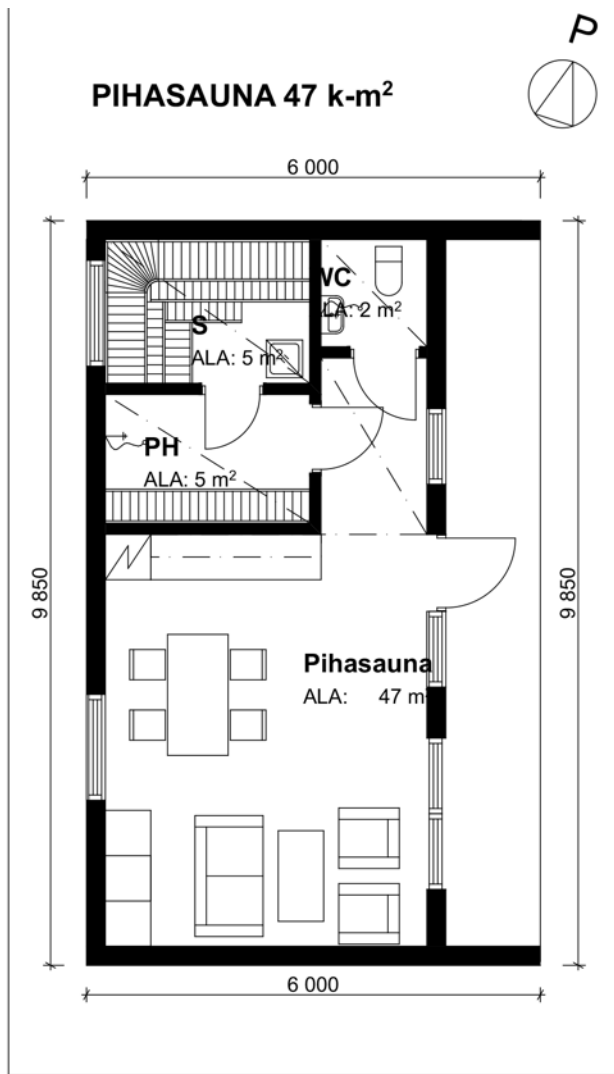 P
PIHASAUNA 47 k-m²
6 000
WC
ALA: 2 m²
S
ALA: 5 m²
PH
ALA: 5 m²
9 850
9 850
Pihasauna
ALA: 47 m²
6 000